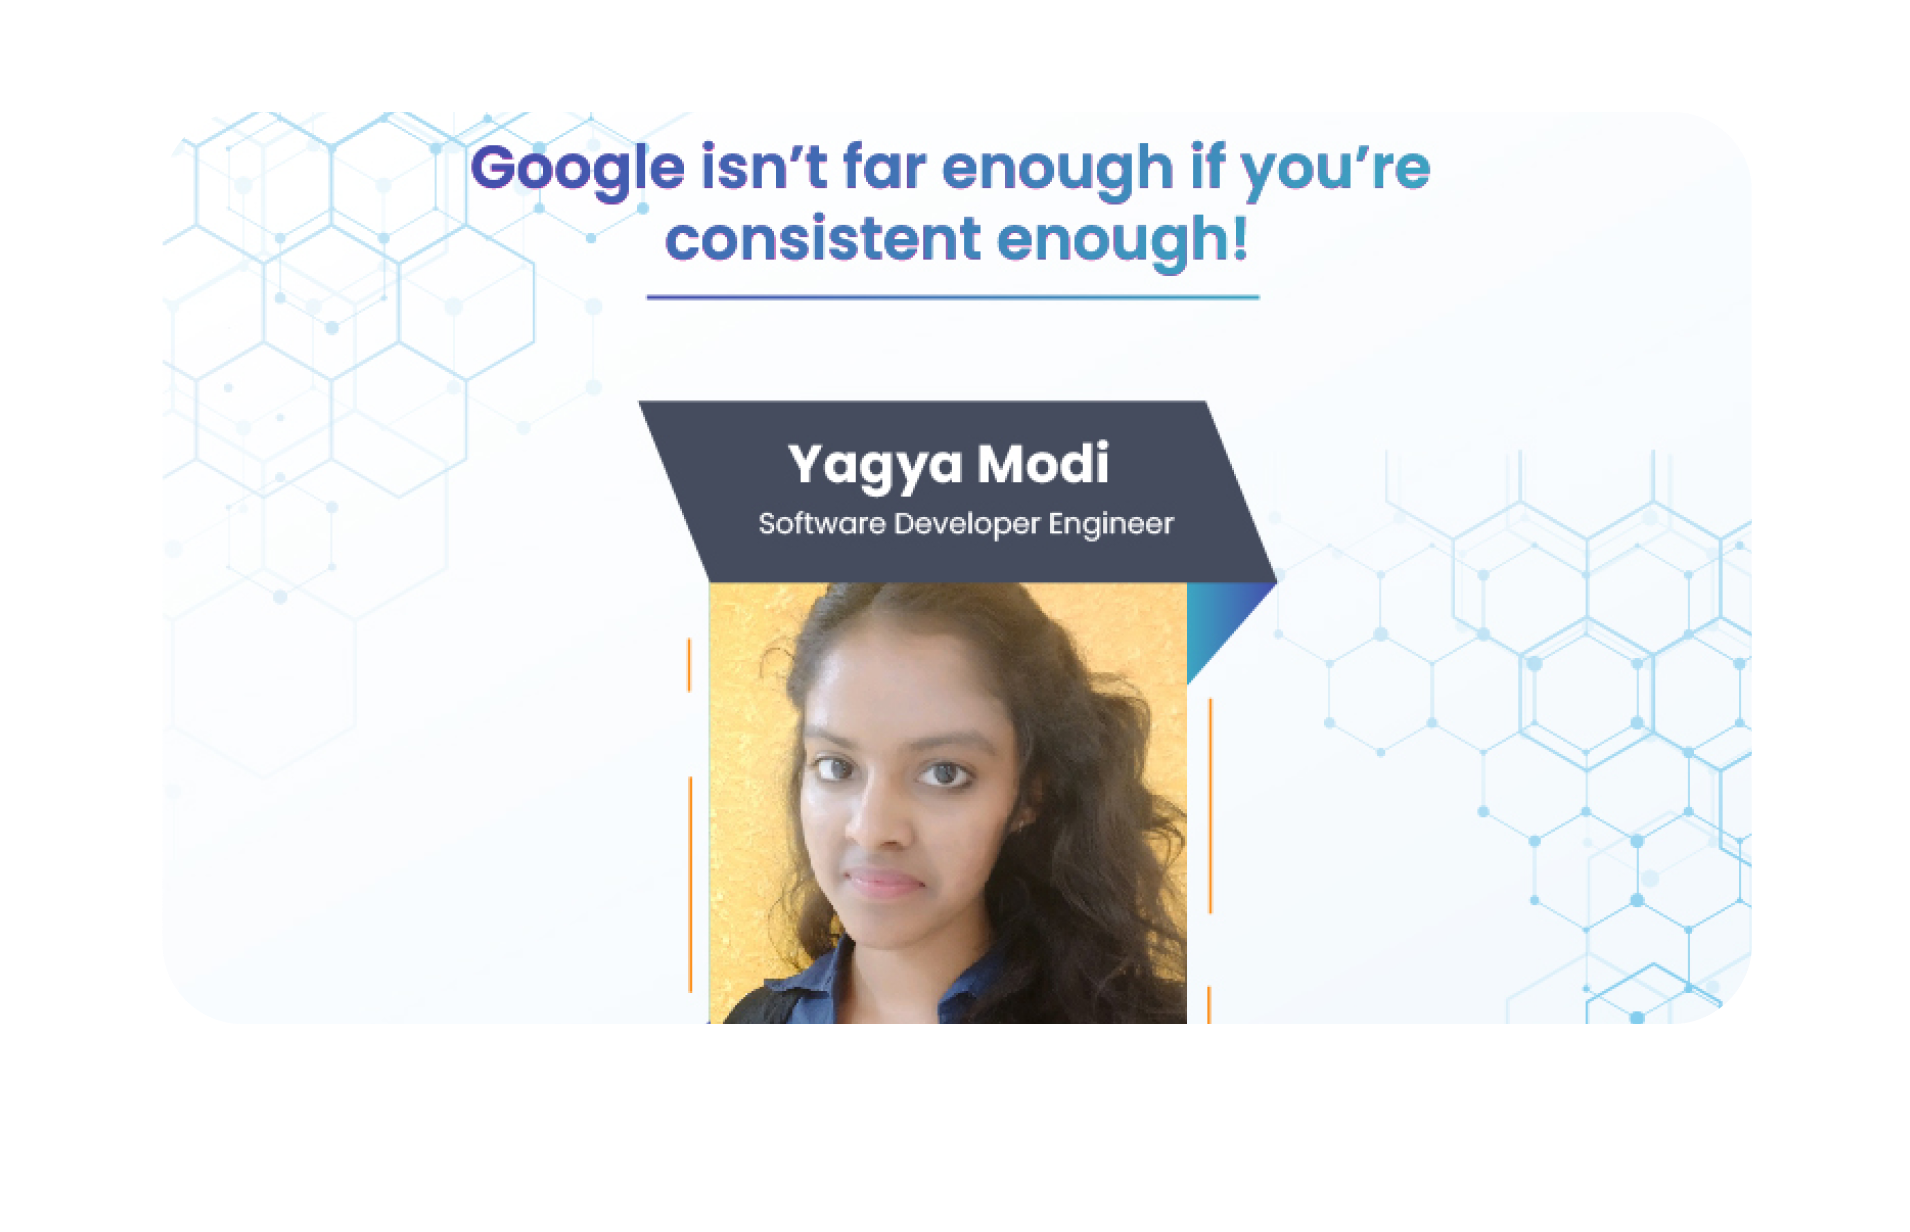 Google isn’t far enough if you’re
consistent enough!
Yagya Modi
Software Developer Engineer